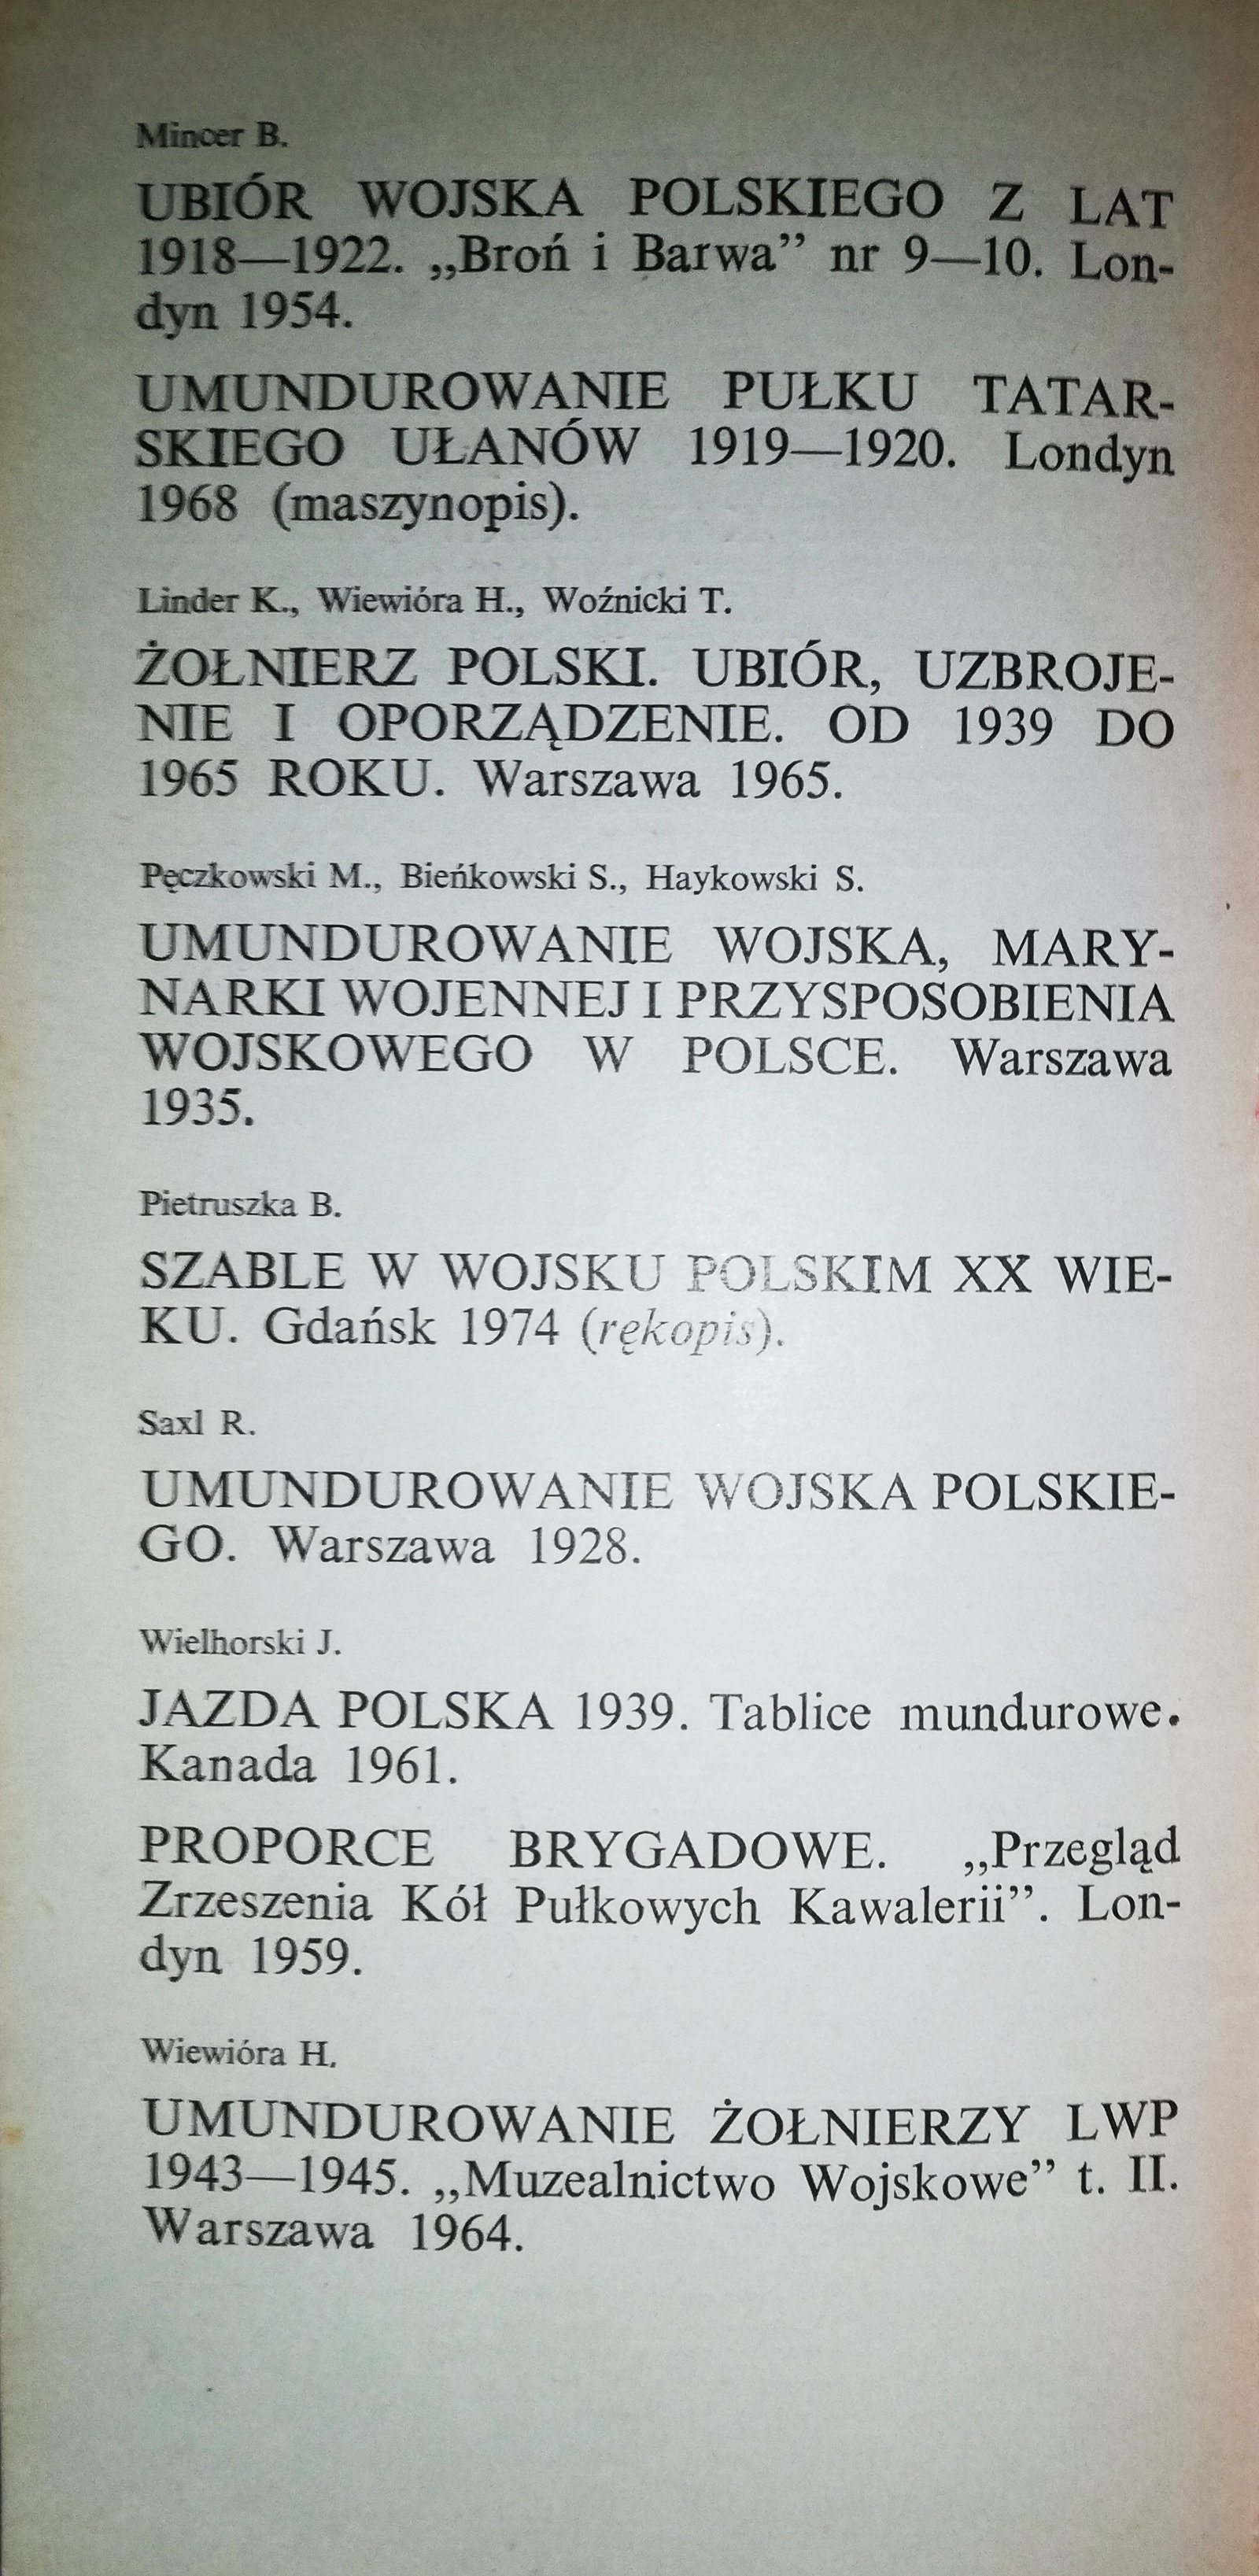 Mincer B.
UBIÓR WOJSKA POLSKIEGO Z LAT
1918—1922. „Broń i Barwa” nr 9—10. Lon-
dyn 1954.
UMUNDUROWANIE PUŁKU TATAR-
SKIEGO UŁANÓW 1919—1920. Londyn
1968 (maszynopis).
Linder K., Wiewióra H., Woźnicki T.
ŻOŁNIERZ POLSKI. UBIÓR, UZBROJE-
NIE I OPORZĄDZENIE. OD 1939 DO
1965 ROKU. Warszawa 1965.
Pęczkowski M., Bieńkowski S., Haykowski S.
UMUNDUROWANIE WOJSKA, MARY-
NARKI WOJENNEJ I PRZYSPOSOBIENIA
WOJSKOWEGO W POLSCE. Warszawa
1935.
Pietruszka B.
SZABLE W WOJSKU POLSKIM XX WIE-
KU. Gdańsk 1974 (rękopis).
Saxl R.
UMUNDUROWANIE WOJSKA POLSKIE-
GO. Warszawa 1928.
Wielhorski J.
JAZDA POLSKA 1939. Tablice mundurowe.
Kanada 1961.
PROPORCE BRYGADOWE. „Przegląd
Zrzeszenia Kół Pułkowych Kawalerii”. Lon-
dyn 1959.
Wiewióra H.
UMUNDUROWANIE ŻOŁNIERZY LWP
1943—1945. „Muzealnictwo Wojskowe” t. II.
Warszawa 1964.